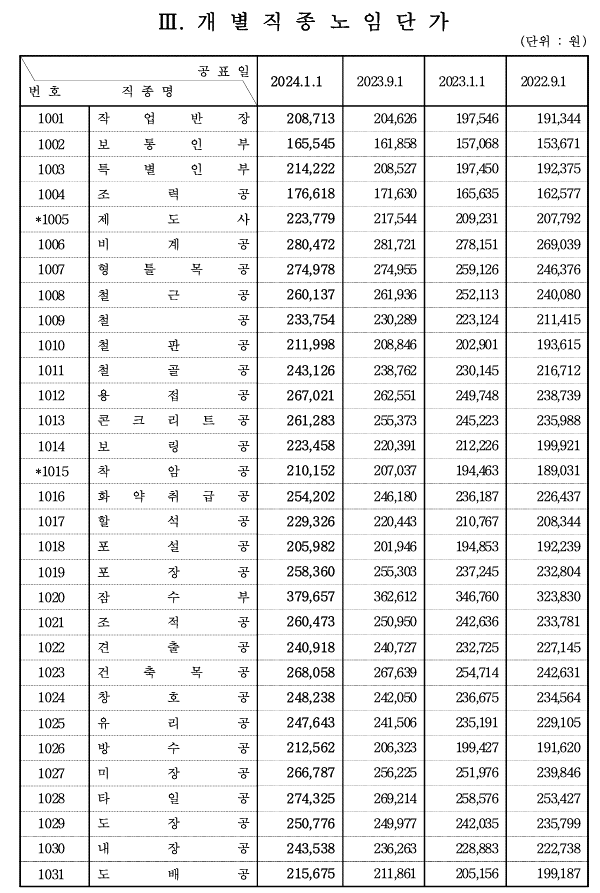 Ⅲ. 개 별 직 종 노 임 단 가
(단위 : 원)
공 표 일
번 호 직 종 명 2024.1.1 2023.9.1 2023.1.1 2022.9.1
1001 작 업 반 장 208,713 204,626 197,546 191,344
1002 보 통 인 부 165,545 161,858 157,068 153,671
1003 특 별 인 부 214,222 208,527 197,450 192,375
1004 조 력 공 176,618 171,630 165,635 162,577
*1005 제 도 사 223,779 217,544 209,231 207,792
1006 비 계 공 280,472 281,721 278,151 269,039
1007 형 틀 목 공 274,978 274,955 259,126 246,376
1008 철 근 공 260,137 261,936 252,113 240,080
1009 철 공 233,754 230,289 223,124 211,415
1010 철 판 공 211,998 208,846 202,901 193,615
1011 철 골 공 243,126 238,762 230,145 216,712
1012 용 접 공 267,021 262,551 249,748 238,739
1013 콘 크 리 트 공 261,283 255,373 245,223 235,988
1014 보 링 공 223,458 220,391 212,226 199,921
*1015 착 암 공 210,152 207,037 194,463 189,031
1016 화 약 취 급 공 254,202 246,180 236,187 226,437
1017 할 석 공 229,326 220,443 210,767 208,344
1018 포 설 공 205,982 201,946 194,853 192,239
1019 포 장 공 258,360 255,303 237,245 232,804
1020 잠 수 부 379,657 362,612 346,760 323,830
1021 조 적 공 260,473 250,950 242,636 233,781
1022 견 출 공 240,918 240,727 232,725 227,145
1023 건 축 목 공 268,058 267,639 254,714 242,631
1024 창 호 공 248,238 242,050 236,675 234,564
1025 유 리 공 247,643 241,506 235,191 229,105
1026 방 수 공 212,562 206,323 199,427 191,620
1027 미 장 공 266,787 256,225 251,976 239,846
1028 타 일 공 274,325 269,214 258,576 253,427
1029 도 장 공 250,776 249,977 242,035 235,799
1030 내 장 공 243,538 236,263 228,883 222,738
1031 도 배 공 215,675 211,861 205,156 199,187